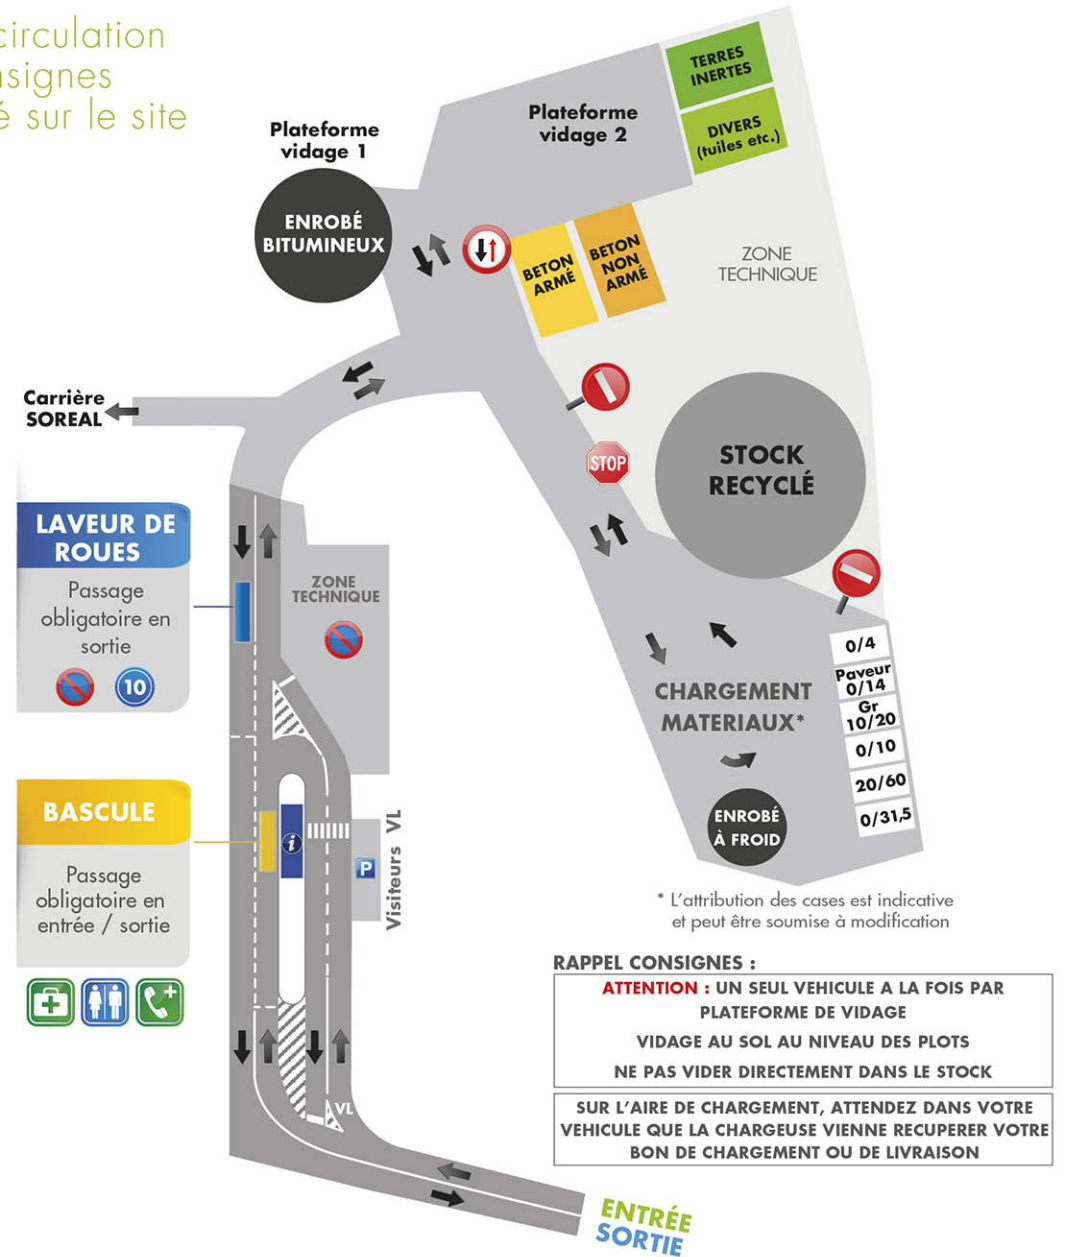 circulation
nsignes
é sur le site
Plateforme
vidage 1
ENROBÉ
BITUMINEUX
Plateforme
vidage 2
TERRES
INERTES
DIVERS
(tuiles etc.)
BETON
ARMÉ
BETON
NON
ARMÉ
ZONE
TECHNIQUE
Carrière
SOREAL
STOP
STOCK
RECYCLÉ
LAVEUR DE
ROUES
Passage
obligatoire en
sortie
10
ZONE
TECHNIQUE
CHARGEMENT
MATERIAUX*
0/4
Paveur
0/14
Gr
10/20
0/10
20/60
0/31,5
ENROBÉ
À FROID
BASCULE
Passage
obligatoire en
entrée / sortie
i
P
Visiteurs VL
VL
* L'attribution des cases est indicative
et peut être soumise à modification
RAPPEL CONSIGNES :
ATTENTION : UN SEUL VEHICULE A LA FOIS PAR
PLATEFORME DE VIDAGE
VIDAGE AU SOL AU NIVEAU DES PLOTS
NE PAS VIDER DIRECTEMENT DANS LE STOCK
SUR L'AIRE DE CHARGEMENT, ATTENDEZ DANS VOTRE
VEHICULE QUE LA CHARGEUSE VIENNE RECUPERER VOTRE
BON DE CHARGEMENT OU DE LIVRAISON
ENTRÉE
SORTIE